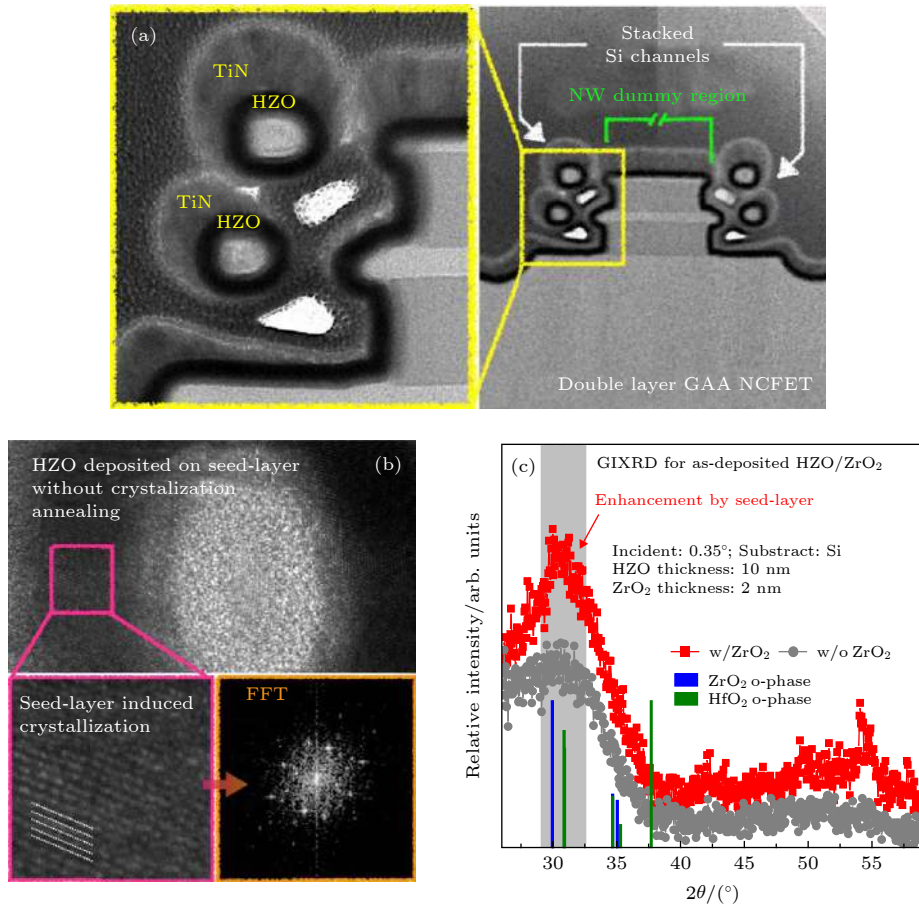 (a)
TiN
HZO
TiN
HZO
Stacked
Si channels
NW dummy region
Double layer GAA NCFET
HZO deposited on seed-layer
without crystalization
annealing
(b)
Seed-layer induced
crystallization
FFT
(c)
GIXRD for as-deposited HZO/ZrO₂
Enhancement by seed-layer
Incident: 0.35°; Substract: Si
HZO thickness: 10 nm
ZrO₂ thickness: 2 nm
w/ZrO₂
w/o ZrO₂
ZrO₂ o-phase
HfO₂ o-phase
Relative intensity/arb. units
30 35 40 45 50 55
2θ/(°)